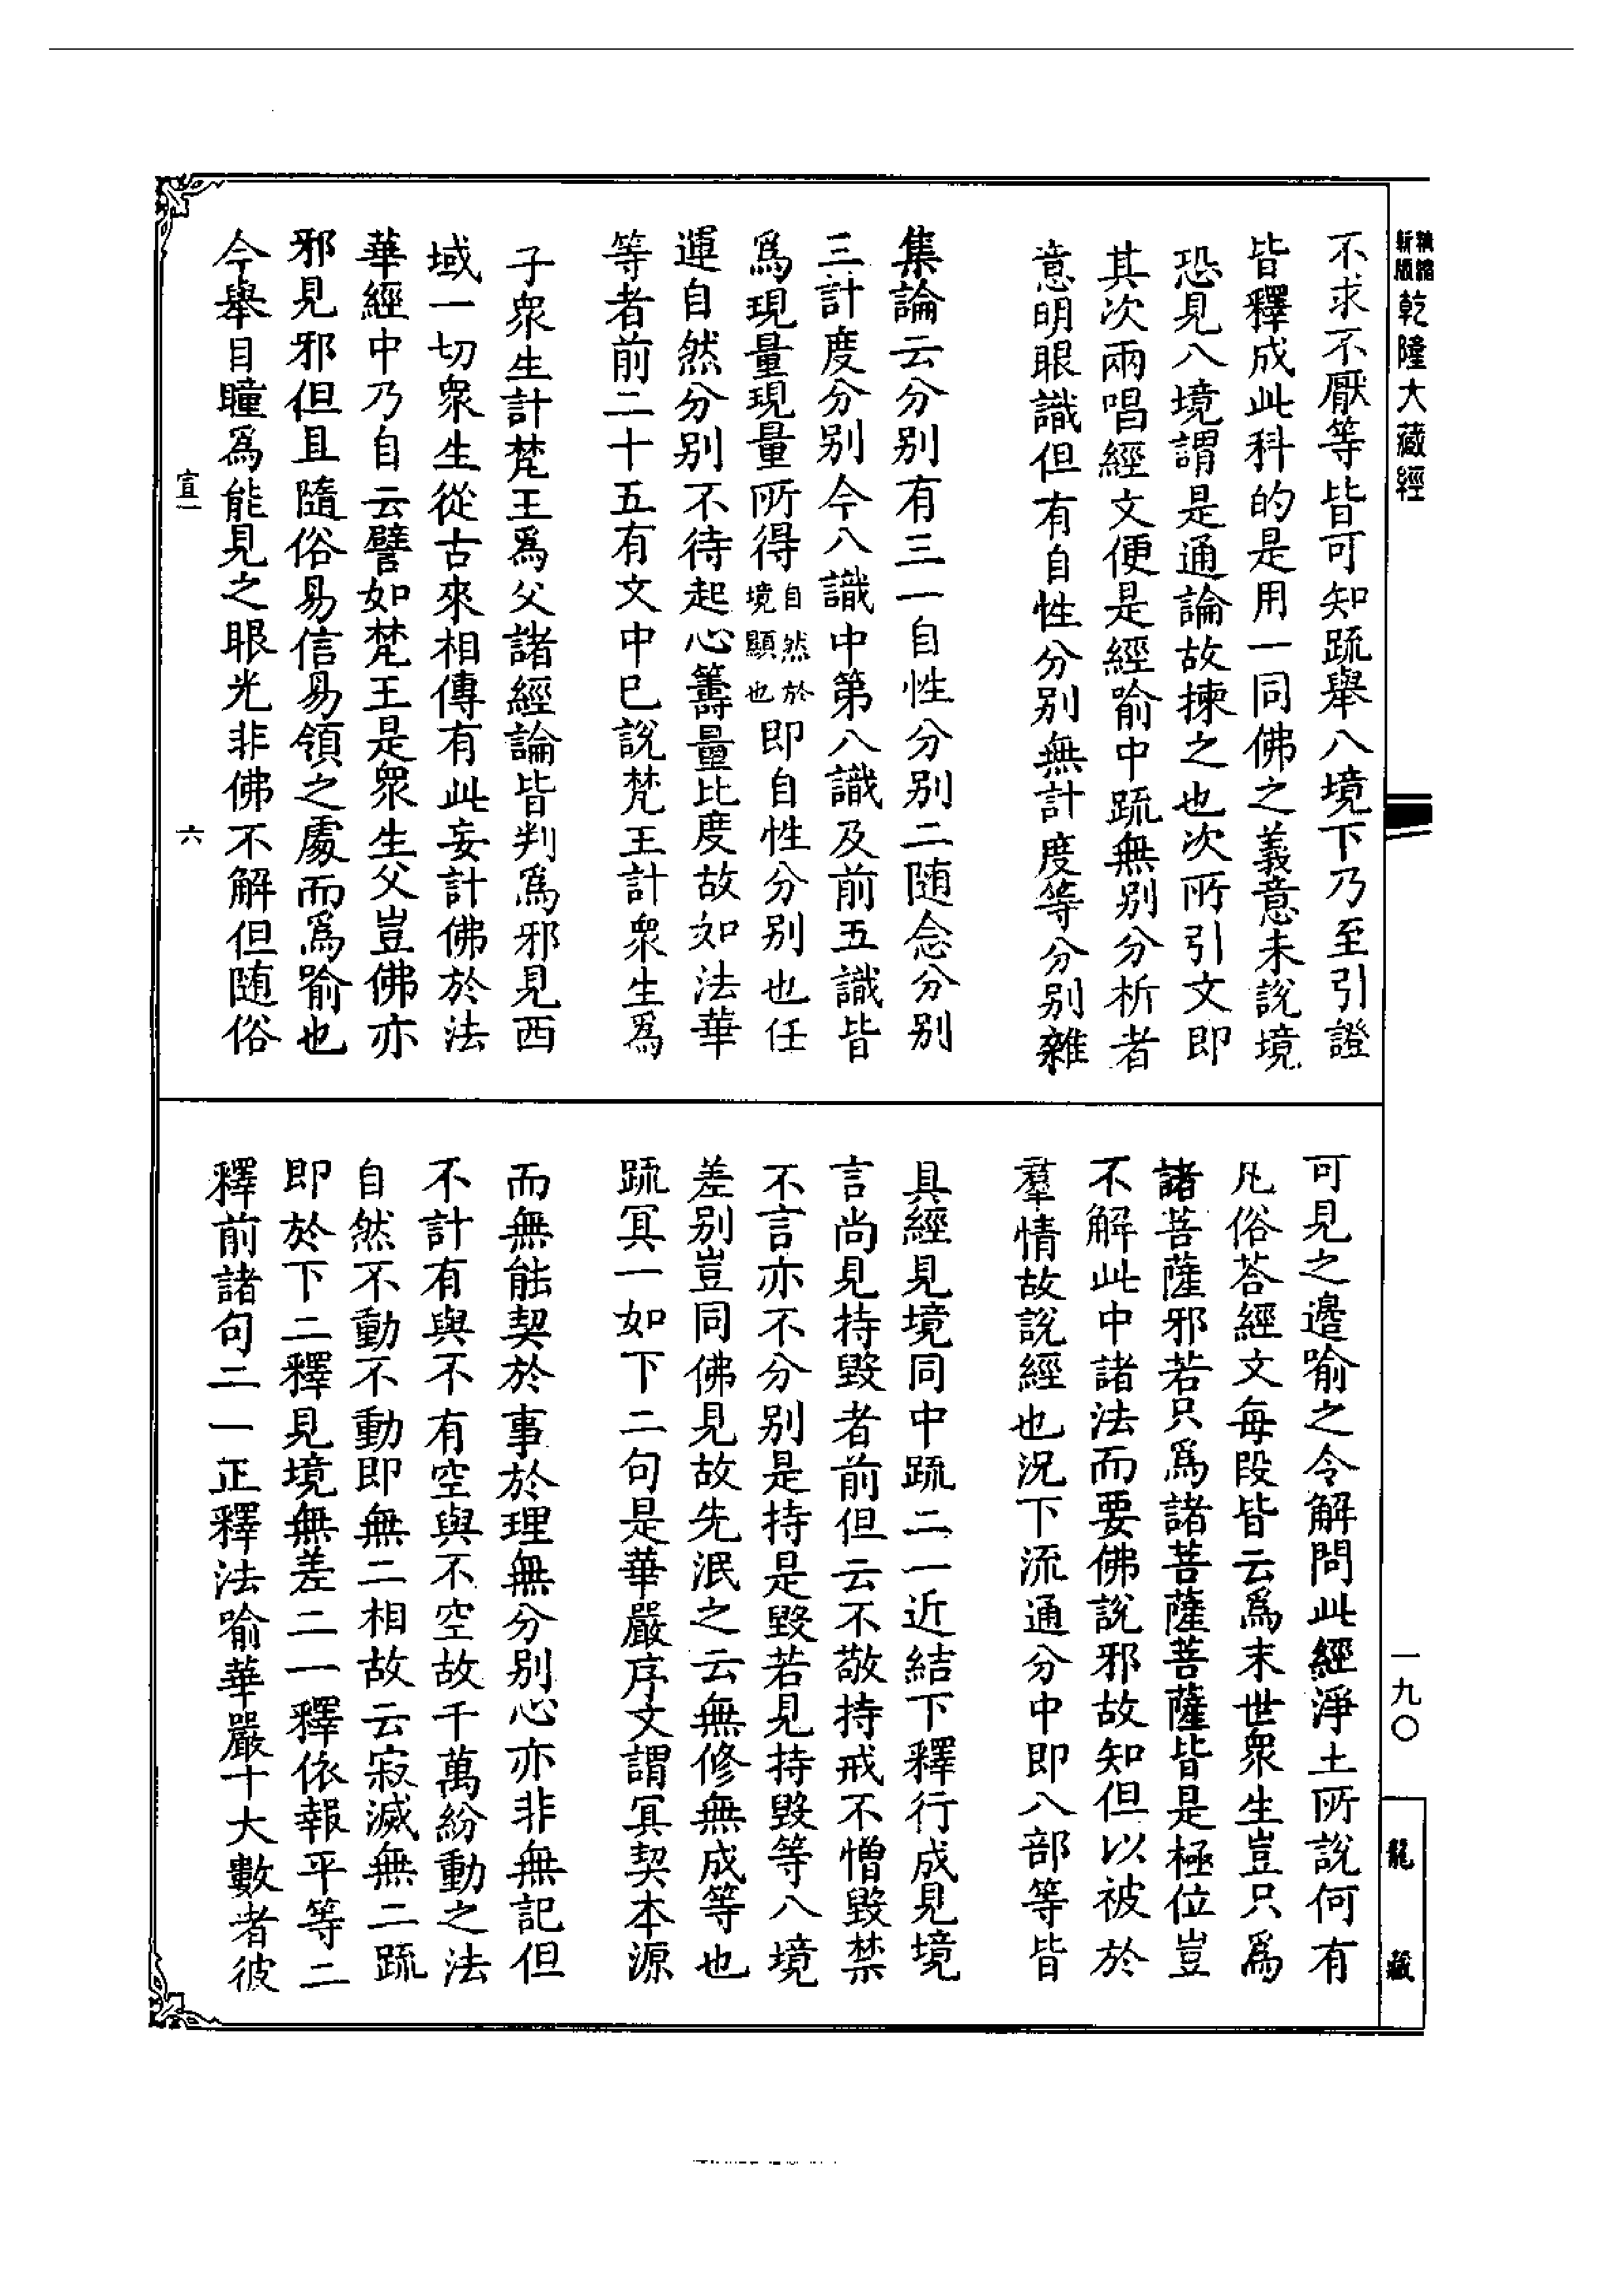 精縮新版乾隆大藏經
不求不厭等皆可知䟽舉八境下乃至引證
皆釋成此科的是用一同佛之義意未說境
恐見八境謂是通論故揀之也次所引文即
其次兩唱經文便是經喻中䟽無別分析者
意明眼識但有自性分別無計度等分別雜
集論云分別有三一自性分別二随念分別
三計度分別今八識中第八識及前五識皆
爲現量現量所得自然於境顯也即自性分別也任
運自然分別不待起心籌量比度故如法華
等者前二十五有文中巳說梵王計衆生爲
子衆生計梵王爲父諸經論皆判爲邪見西
域一切衆生從古來相傳有此妄計佛於法
華經中乃自云譬如梵王是衆生父豈佛亦
邪見邪但且隨俗易信易領之處而爲喻也
今舉目瞳爲能見之眼光非佛不解但随俗
宣一
六
可見之邊喻之令解問此經淨土所說何有
凡俗荅經文每段皆云爲末世衆生豈只爲
諸菩薩邪若只爲諸菩薩菩薩皆是極位豈
不解此中諸法而要佛說邪故知但以被於
羣情故說經也況下流通分中即八部等皆
具經見境同中䟽二一近結下釋行成見境
言尚見持毀者前但云不敬持戒不憎毀禁
不言亦不分別是持是毀若見持毀等八境
差別豈同佛見故先泯之云無修無成等也
䟽冥一如下二句是華嚴序文謂冥契本源
而無能契於事於理無分別心亦非無記但
不計有與不有空與不空故千萬紛動之法
自然不動不動即無二相故云寂滅無二䟽
即於下二釋見境無差二一釋依報平等二
釋前諸句二一正釋法喻華嚴十大數者彼
一九〇
龍藏